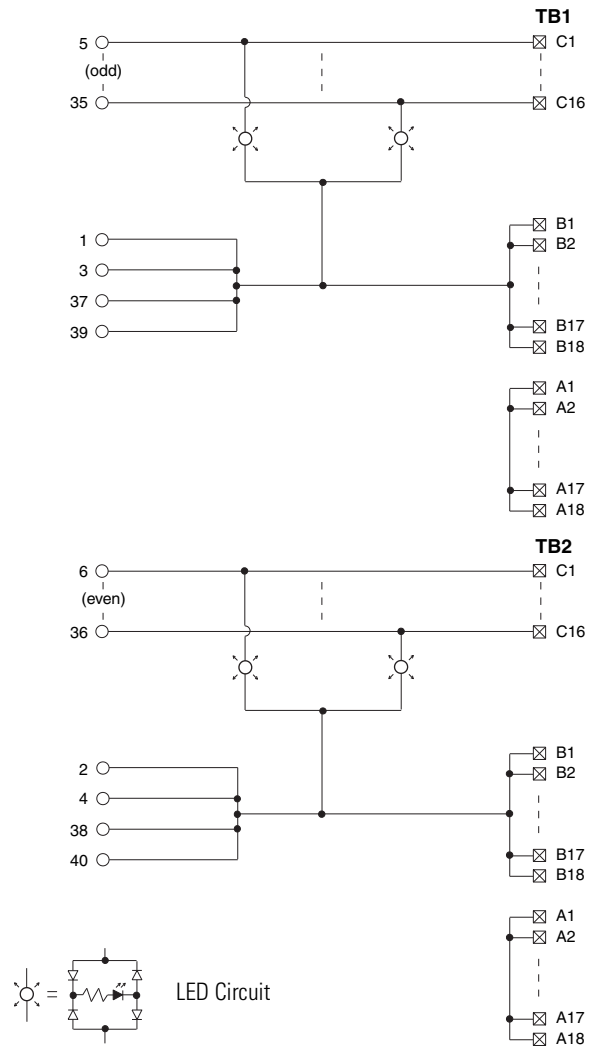 TB1
5
C1
(odd)
35
C16
1
B1
B2
3
37
39
B17
B18
A1
A2
A17
A18
TB2
6
C1
(even)
36
C16
2
B1
B2
4
38
40
B17
B18
A1
A2
= LED Circuit
A17
A18